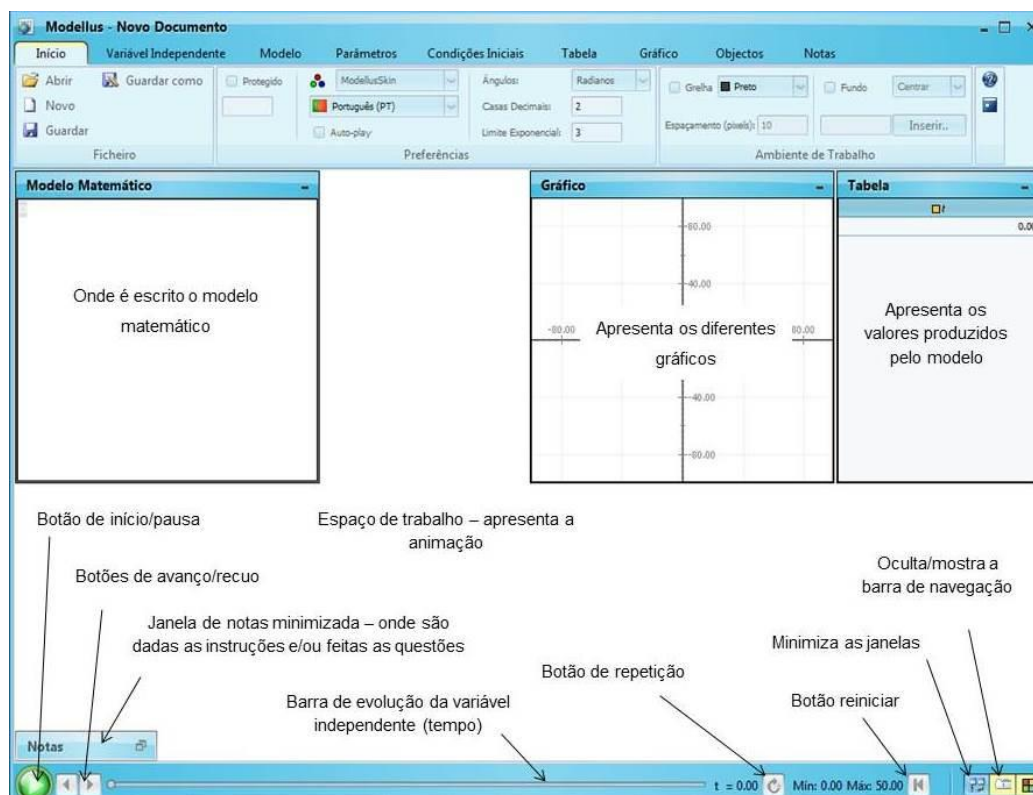 Modellus - Novo Documento
Início Variável Independente Modelo Parâmetros Condições Iniciais Tabela Gráfico Objectos Notas
Abrir Guardar como
Novo
Guardar
Ficheiro
Protegido ModellusSkin Ângulos: Radianos
Português (PT) Casas Decimais: 2
Auto-play Limite Exponencial: 3
Preferências
Grelha Preto Fundo Centrar
Espaçamento (pixels): 10 Inserir..
Ambiente de Trabalho
Modelo Matemático
Onde é escrito o modelo
matemático
Gráfico
80.00
40.00
-80.00 80.00
-40.00
-80.00
Apresenta os diferentes
gráficos
Tabela
t
0.00
Apresenta os
valores produzidos
pelo modelo
Botão de início/pausa
Espaço de trabalho – apresenta a
animação
Botões de avanço/recuo
Oculta/mostra a
barra de navegação
Janela de notas minimizada – onde são
dadas as instruções e/ou feitas as questões
Minimiza as janelas
Botão de repetição
Barra de evolução da variável
independente (tempo)
Botão reiniciar
Notas
t = 0.00 Mín: 0.00 Máx: 50.00